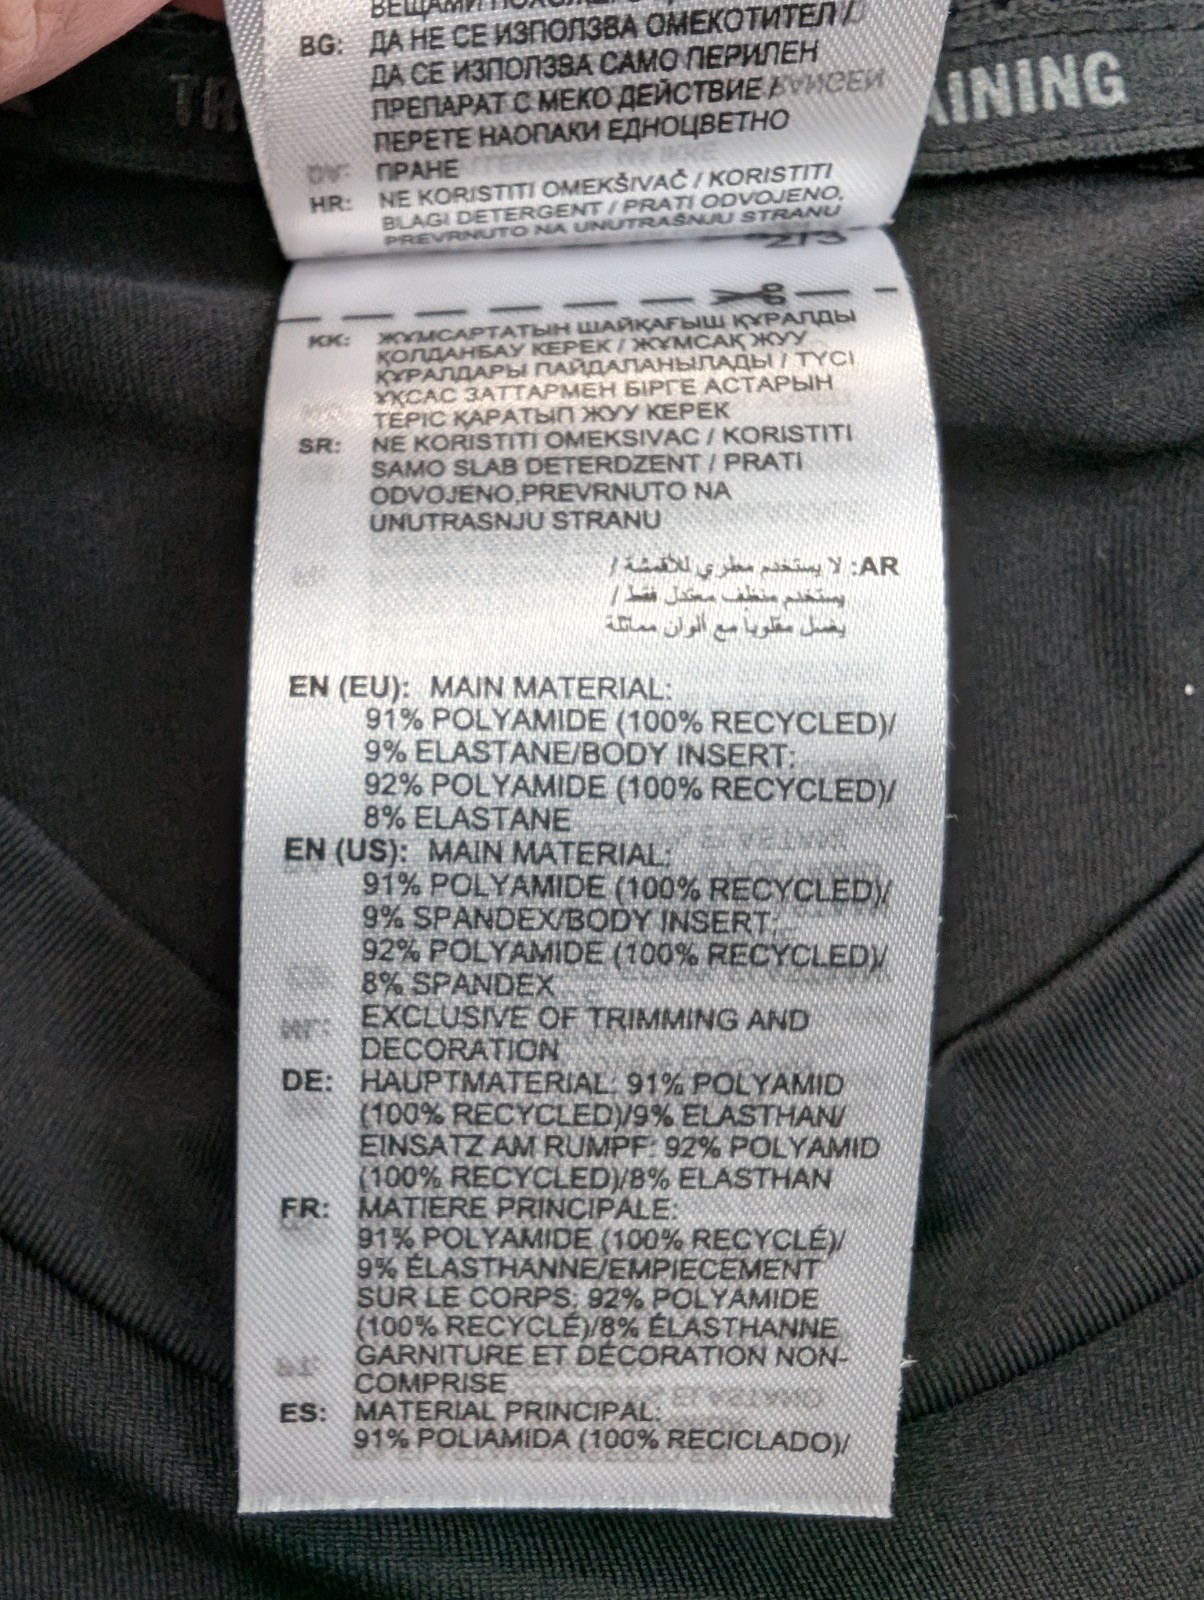 BG: ДА НЕ СЕ ИЗПОЛЗВА ОМЕКОТИТЕЛ /
ДА СЕ ИЗПОЛЗВА САМО ПЕРИЛЕН
ПРЕПАРАТ С МЕКО ДЕЙСТВИЕ /
ПЕРЕТЕ НАОПАКИ ЕДНОЦВЕТНО
ПРАНЕ
HR: NE KORISTITI OMEKŠIVAČ / KORISTITI
BLAGI DETERGENT / PRATI ODVOJENO,
PREVRNUTO NA UNUTRAŠNJU STRANU
AINING
2/3
KK: ЖҰМСАРТАТЫН ШАЙҚАҒЫШ ҚҰРАЛДЫ
ҚОЛДАНБАУ КЕРЕК / ЖҰМСАҚ ЖУУ
ҚҰРАЛДАРЫ ПАЙДАЛАНЫЛАДЫ / ТҮСІ
ҰҚСАС ЗАТТАРМЕН БІРГЕ АСТАРЫН
ТЕРІС ҚАРАТЫП ЖУУ КЕРЕК
SR: NE KORISTITI OMEKSIVAC / KORISTITI
SAMO SLAB DETERDZENT / PRATI
ODVOJENO,PREVRNUTO NA
UNUTRASNJU STRANU
AR: لا يستخدم مطري للأقمشة /
يستخدم منظف معتدل فقط /
يغسل مقلوباً مع ألوان مماثلة
EN (EU): MAIN MATERIAL:
91% POLYAMIDE (100% RECYCLED)/
9% ELASTANE/BODY INSERT:
92% POLYAMIDE (100% RECYCLED)/
8% ELASTANE
EN (US): MAIN MATERIAL:
91% POLYAMIDE (100% RECYCLED)/
9% SPANDEX/BODY INSERT:
92% POLYAMIDE (100% RECYCLED)/
8% SPANDEX
EXCLUSIVE OF TRIMMING AND
DECORATION
DE: HAUPTMATERIAL: 91% POLYAMID
(100% RECYCLED)/9% ELASTHAN/
EINSATZ AM RUMPF: 92% POLYAMID
(100% RECYCLED)/8% ELASTHAN
FR: MATIERE PRINCIPALE:
91% POLYAMIDE (100% RECYCLÉ)/
9% ÉLASTHANNE/EMPIECEMENT
SUR LE CORPS: 92% POLYAMIDE
(100% RECYCLÉ)/8% ÉLASTHANNE
GARNITURE ET DÉCORATION NON-
COMPRISE
ES: MATERIAL PRINCIPAL:
91% POLIAMIDA (100% RECICLADO)/